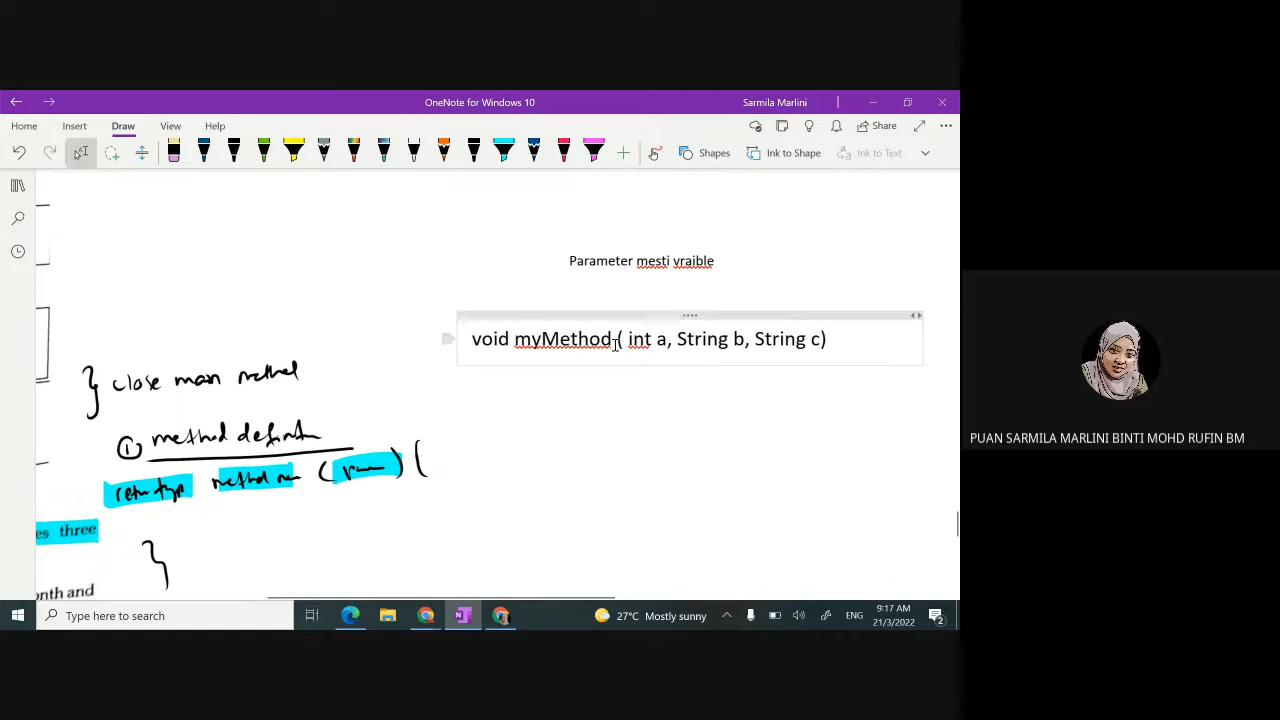 OneNote for Windows 10
Sarmila Marlini
Home
Insert
Draw
View
Help
Share
Shapes
Ink to Shape
Ink to Text
Parameter mesti vraible
void myMethod( int a, String b, String c)
} close main method
① method definitn
return type method name ( ) {
}
es three
onth and
PUAN SARMILA MARLINI BINTI MOHD RUFIN BM
Type here to search
27°C Mostly sunny
ENG
9:17 AM
21/3/2022
2